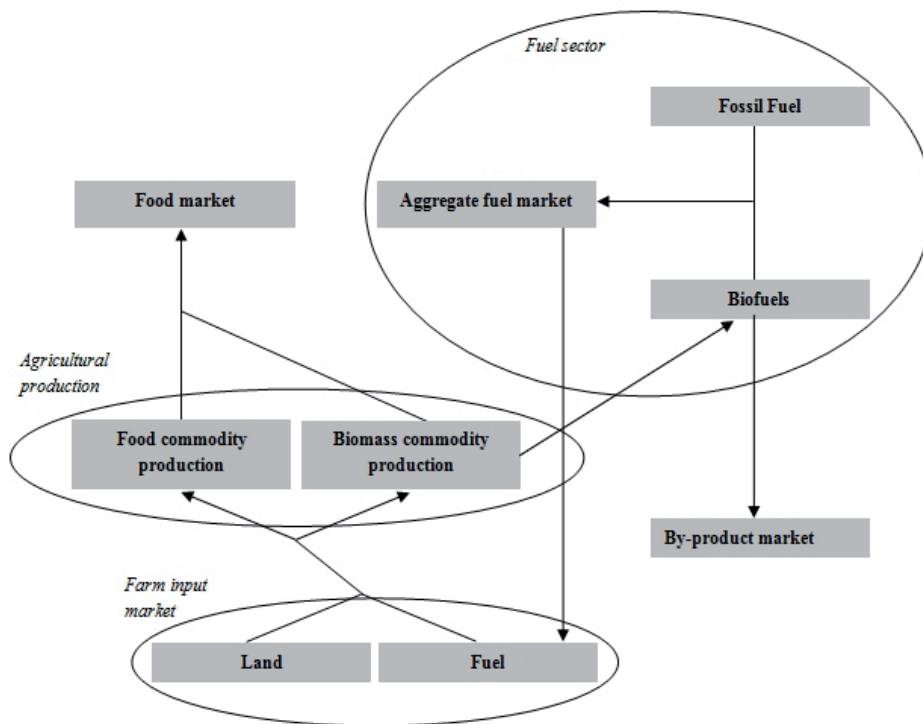 Fuel sector
Fossil Fuel
Food market
Aggregate fuel market
Biofuels
Agricultural
production
Food commodity
production
Biomass commodity
production
By-product market
Farm input
market
Land
Fuel